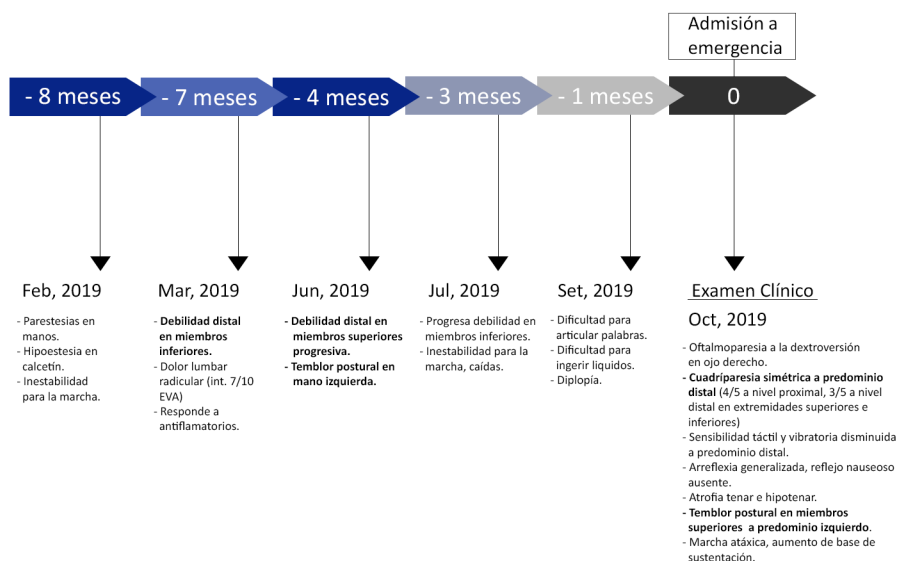 Admisión a
emergencia
- 8 meses
- 7 meses
- 4 meses
- 3 meses
- 1 meses
0
Feb, 2019
- Parestesias en
manos.
- Hipoestesia en
calcetín.
- Inestabilidad
para la marcha.
Mar, 2019
- Debilidad distal
en miembros
inferiores.
- Dolor lumbar
radicular (int. 7/10
EVA)
- Responde a
antiflamatorios.
Jun, 2019
- Debilidad distal en
miembros superiores
progresiva.
- Temblor postural en
mano izquierda.
Jul, 2019
- Progresa debilidad en
miembros inferiores.
- Inestabilidad para la
marcha, caídas.
Set, 2019
- Dificultad para
articular palabras.
- Dificultad para
ingerir liquidos.
- Diplopía.
Examen Clínico
Oct, 2019
- Oftalmoparesia a la dextroversión
en ojo derecho.
- Cuadríparesia simétrica a predominio
distal (4/5 a nivel proximal, 3/5 a nivel
distal en extremidades superiores e
inferiores)
- Sensibilidad táctil y vibratoria disminuida
a predominio distal.
- Arreflexia generalizada, reflejo nauseoso
ausente.
- Atrofia tenar e hipotenar.
- Temblor postural en miembros
superiores a predominio izquierdo.
- Marcha atáxica, aumento de base de
sustentación.